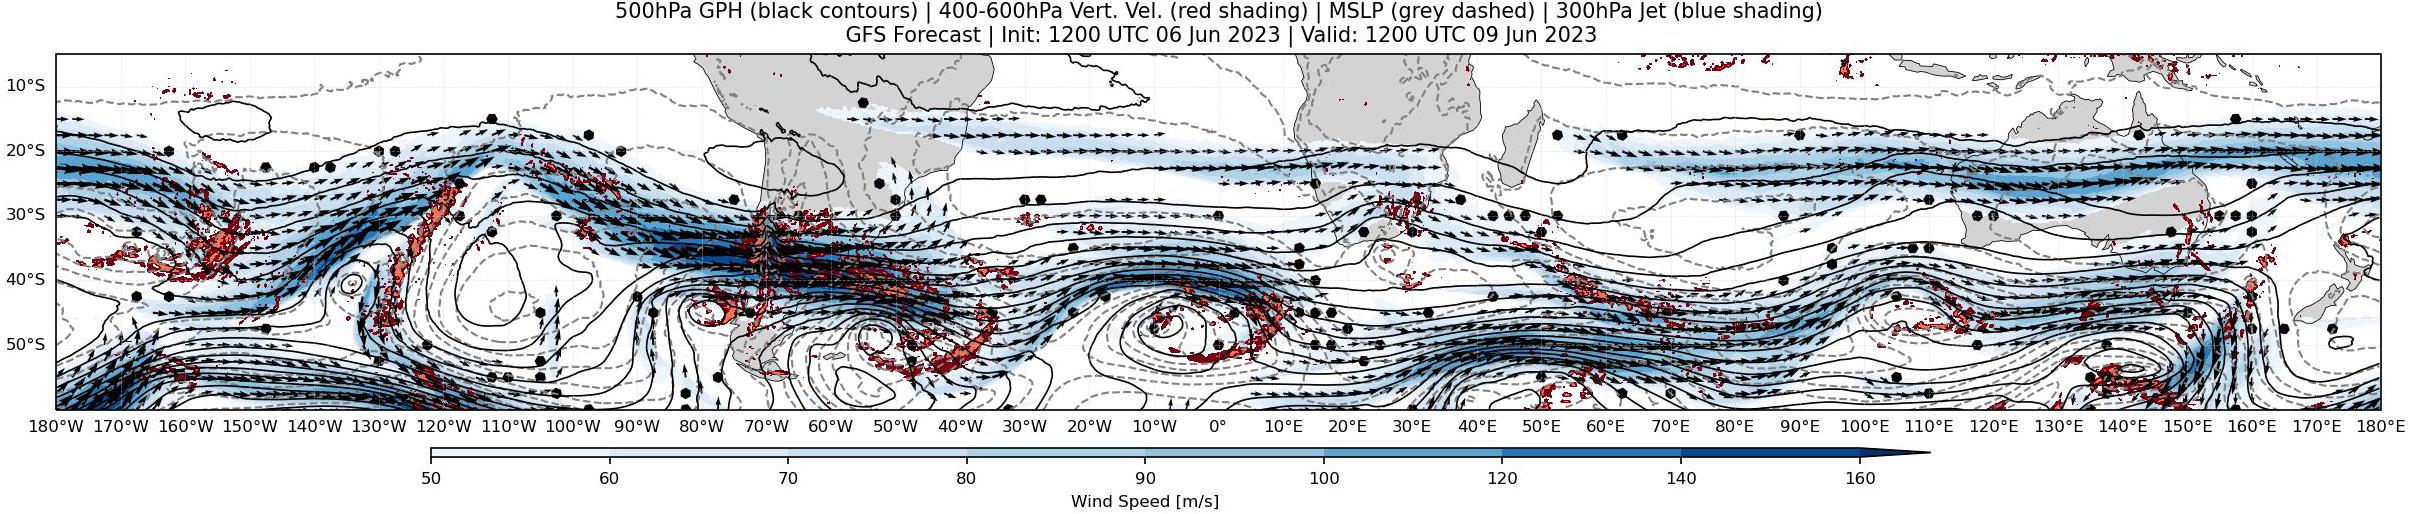 500hPa GPH (black contours) | 400-600hPa Vert. Vel. (red shading) | MSLP (grey dashed) | 300hPa Jet (blue shading)
GFS Forecast | Init: 1200 UTC 06 Jun 2023 | Valid: 1200 UTC 09 Jun 2023
10°S
20°S
30°S
40°S
50°S
180°W 170°W 160°W 150°W 140°W 130°W 120°W 110°W 100°W 90°W 80°W 70°W 60°W 50°W 40°W 30°W 20°W 10°W 0° 10°E 20°E 30°E 40°E 50°E 60°E 70°E 80°E 90°E 100°E 110°E 120°E 130°E 140°E 150°E 160°E 170°E 180°E
50 60 70 80 90 100 120 140 160
Wind Speed [m/s]